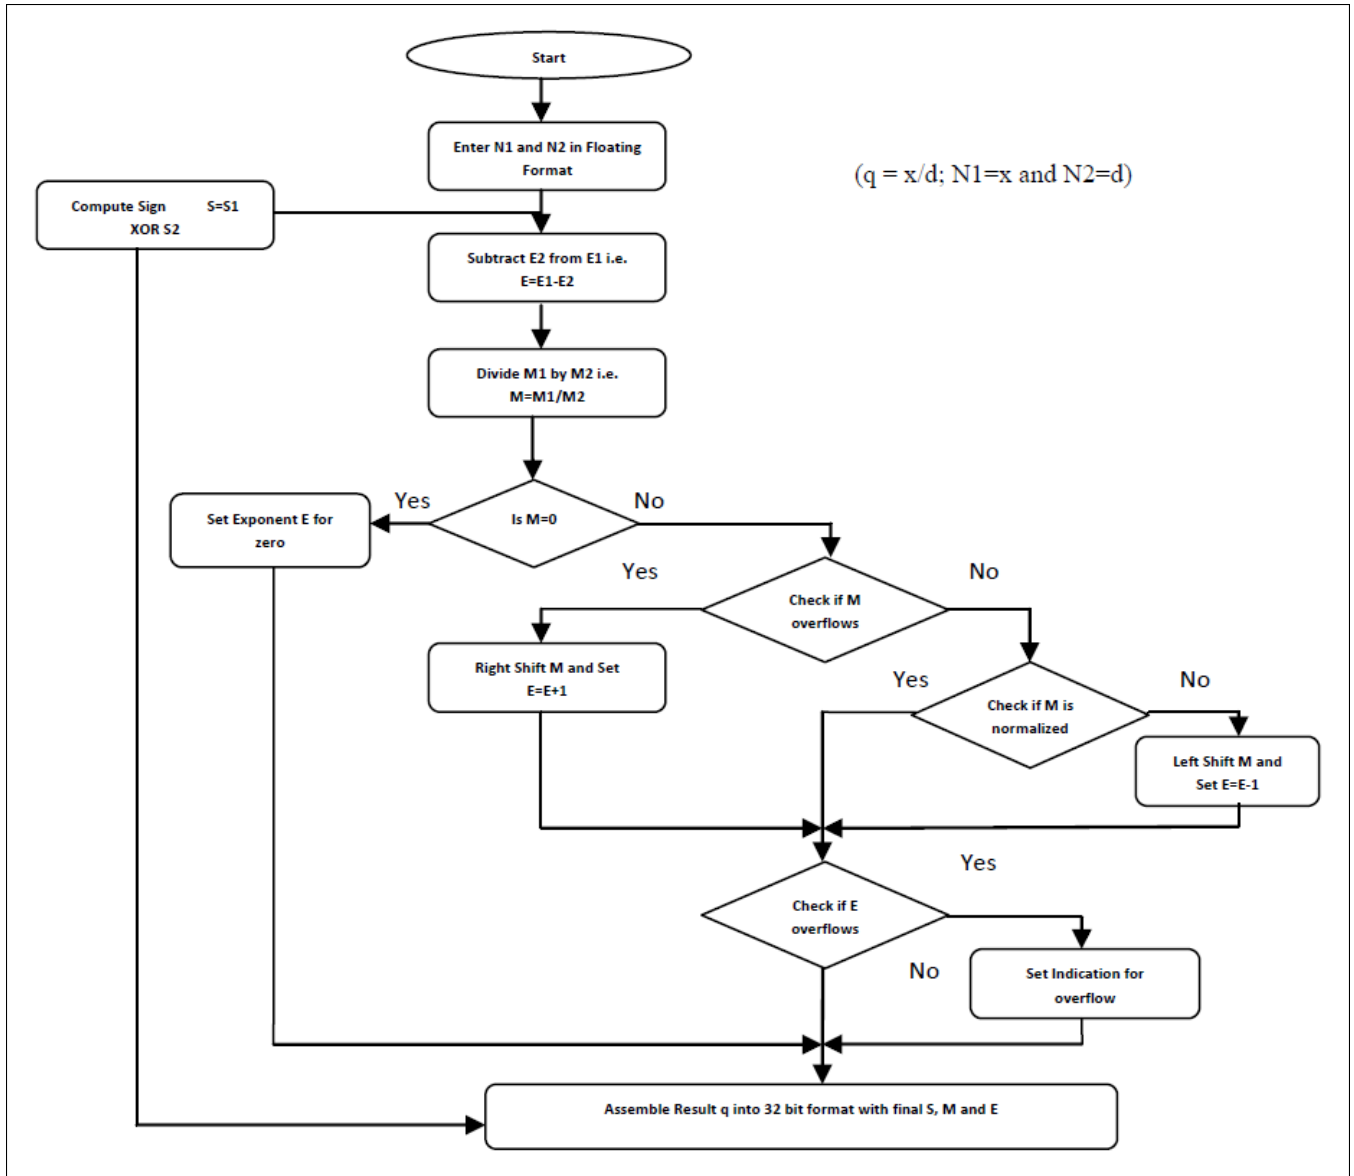 Start
Enter N1 and N2 in Floating
Format
(q = x/d; N1=x and N2=d)
Compute Sign S=S1
XOR S2
Subtract E2 from E1 i.e.
E=E1-E2
Divide M1 by M2 i.e.
M=M1/M2
Yes
No
Is M=0
Set Exponent E for
zero
Yes
No
Check if M
overflows
Right Shift M and Set
E=E+1
Yes
No
Check if M is
normalized
Left Shift M and
Set E=E-1
Yes
Check if E
overflows
No
Set Indication for
overflow
Assemble Result q into 32 bit format with final S, M and E